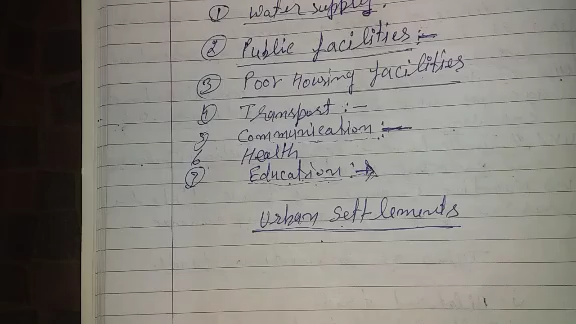 ① Water supply.
② Public facilities :-
③ Poor Housing facilities
④ Transport :-
5 Communication :-
6 Health
⑦ Education :→
Urban Settlements